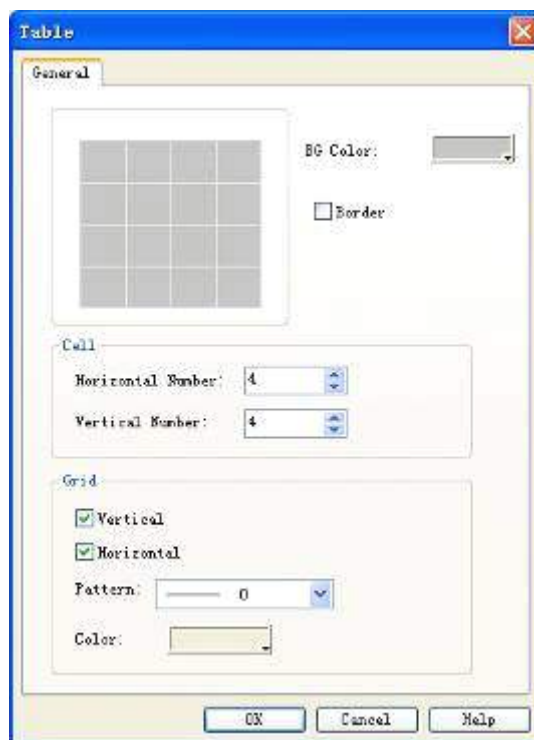 Table
General
BG Color:
Border
Cell
Horizontal Number: 4
Vertical Number: 4
Grid
Vertical
Horizontal
Pattern: 0
Color:
OK Cancel Help